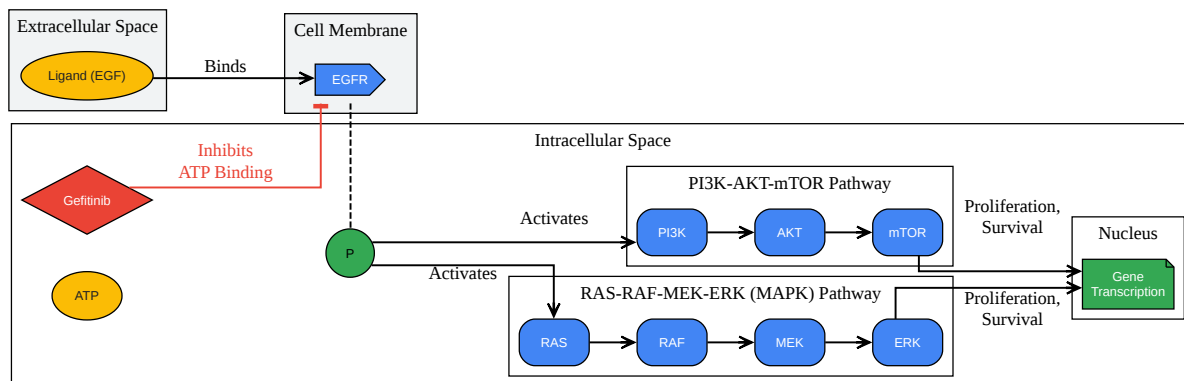 Extracellular Space
Ligand (EGF)
Binds
Cell Membrane
EGFR
Intracellular Space
Inhibits
ATP Binding
Gefitinib
ATP
P
Activates
Activates
PI3K-AKT-mTOR Pathway
PI3K
AKT
mTOR
Proliferation,
Survival
RAS-RAF-MEK-ERK (MAPK) Pathway
RAS
RAF
MEK
ERK
Proliferation,
Survival
Nucleus
Gene
Transcription